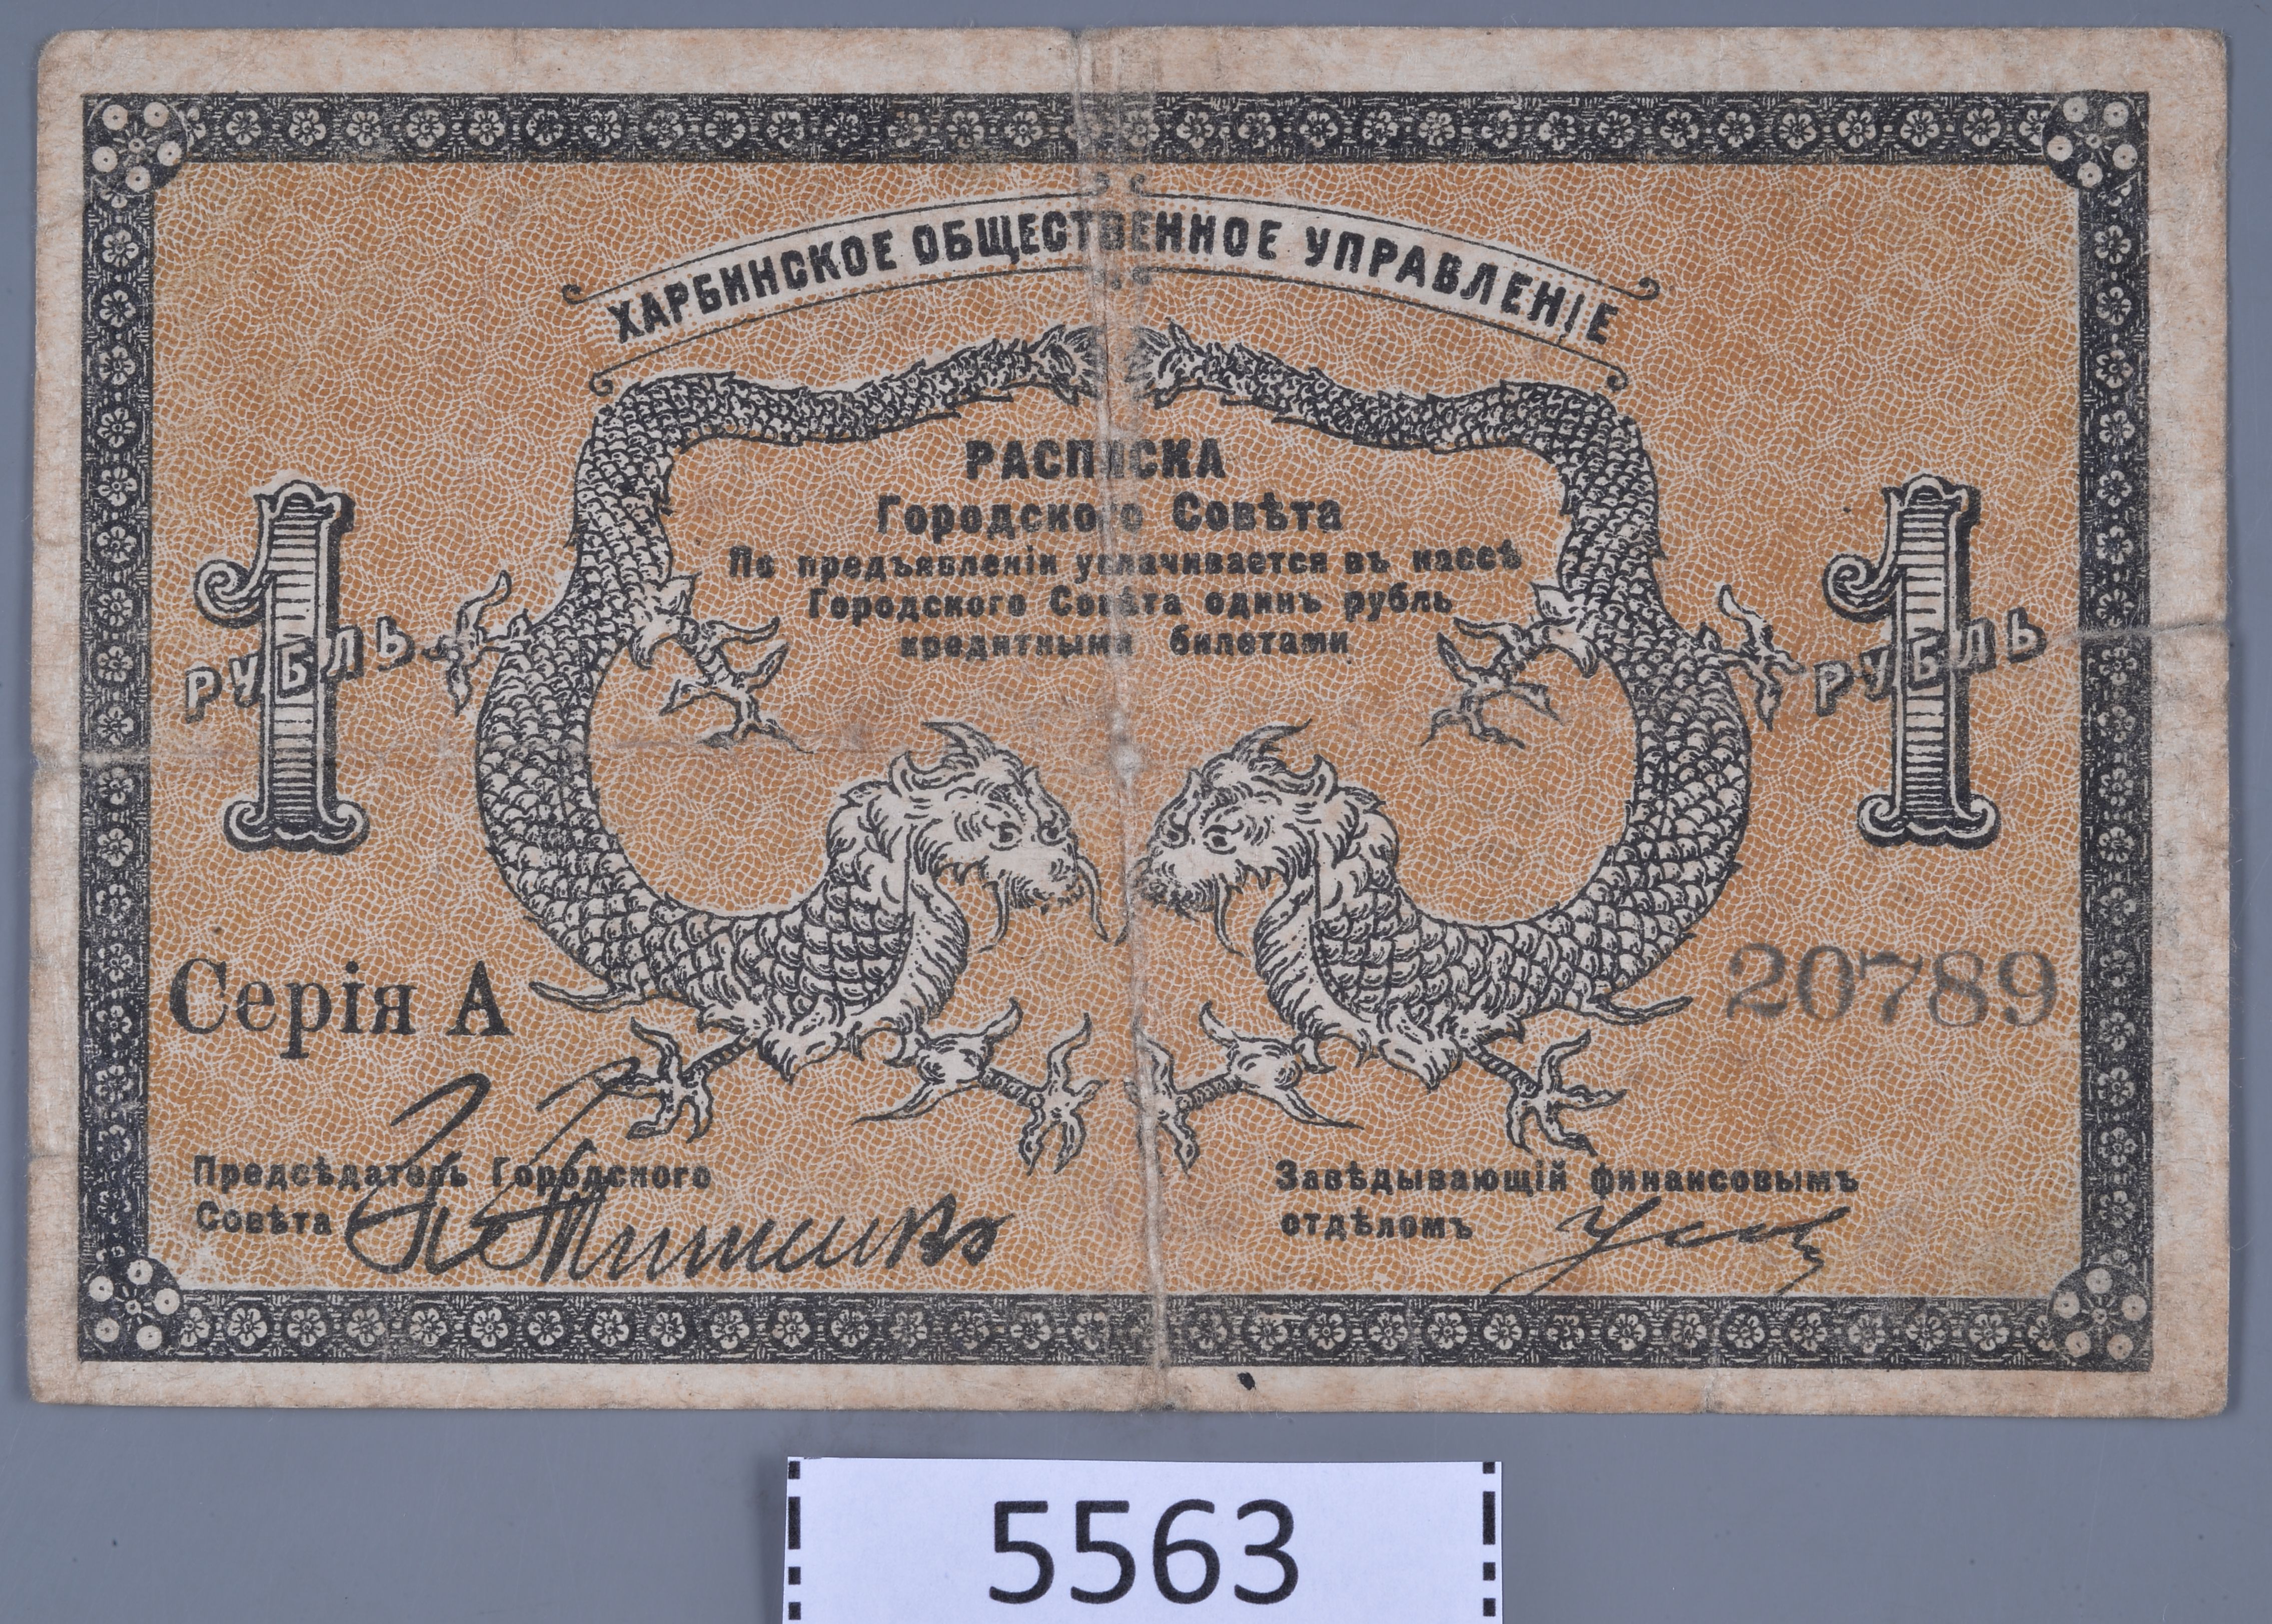 ХАРБИНСКОЕ ОБЩЕСТВЕННОЕ УПРАВЛЕНІЕ
РАСПИСКА
Городского Совѣта
По предъявленіи уплачивается въ кассѣ
Городского Совѣта одинъ рубль
кредитными билетами
1 РУБЛЬ
1 РУБЛЬ
Серія А
20789
Предсѣдатель Городского
Совѣта
Завѣдывающій финансовымъ
отдѣломъ
5563